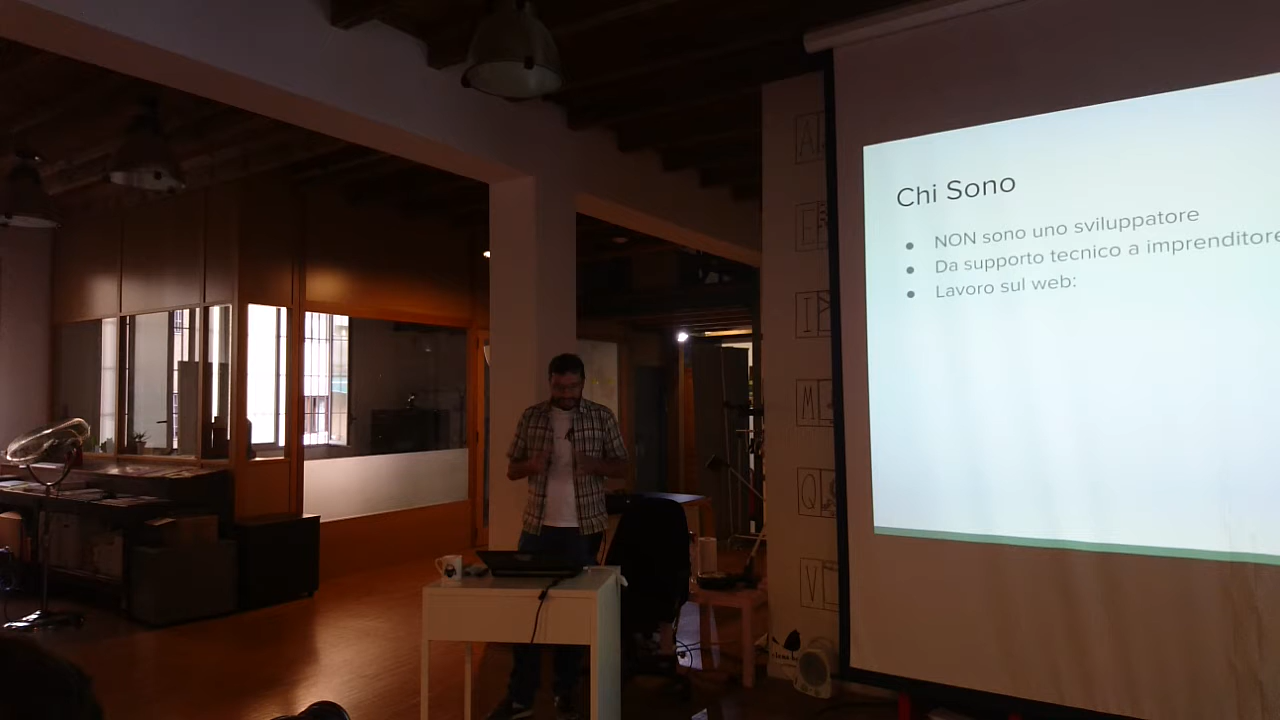 Chi Sono
NON sono uno sviluppatore
Da supporto tecnico a imprenditore
Lavoro sul web:
A
E
I
M
Q
V